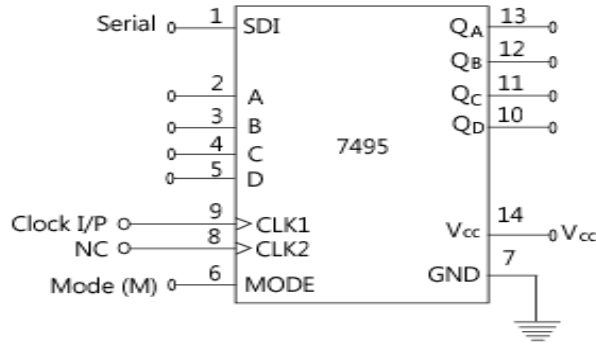 Serial 1 SDI QA 13
QB 12
2 A QC 11
3 B QD 10
4 C 7495
5 D
Clock I/P 9 CLK1 Vcc 14 Vcc
NC 8 CLK2
Mode (M) 6 MODE GND 7